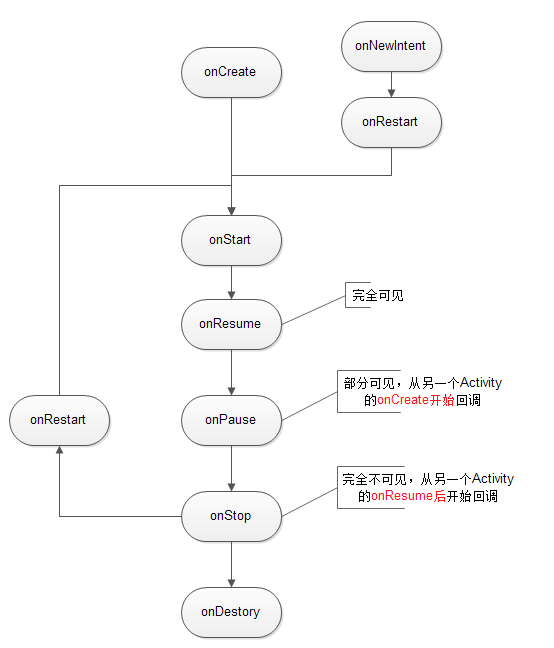 onNewIntent
onCreate
onRestart
onStart
onResume
完全可见
onPause
部分可见，从另一个Activity
的onCreate开始回调
onRestart
onStop
完全不可见，从另一个Activity
的onResume后开始回调
onDestory